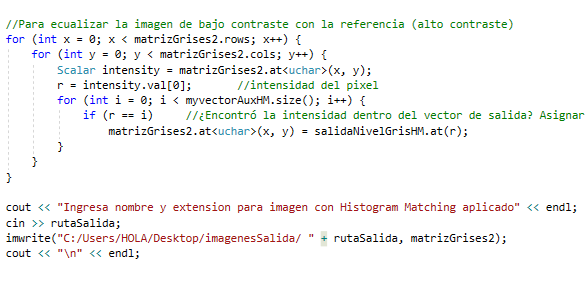 //Para ecualizar la imagen de bajo contraste con la referencia (alto contraste)
for (int x = 0; x < matrizGrises2.rows; x++) {
for (int y = 0; y < matrizGrises2.cols; y++) {
Scalar intensity = matrizGrises2.at<uchar>(x, y);
r = intensity.val[0];       //intensidad del pixel
for (int i = 0; i < myvectorAuxHM.size(); i++) {
if (r == i)     //¿Encontró la intensidad dentro del vector de salida? Asignar
matrizGrises2.at<uchar>(x, y) = salidaNivelGrisHM.at(r);
}
}
}
cout << "Ingresa nombre y extension para imagen con Histogram Matching aplicado" << endl;
cin >> rutaSalida;
imwrite("C:/Users/HOLA/Desktop/imagenesSalida/ " + rutaSalida, matrizGrises2);
cout << "\n" << endl;